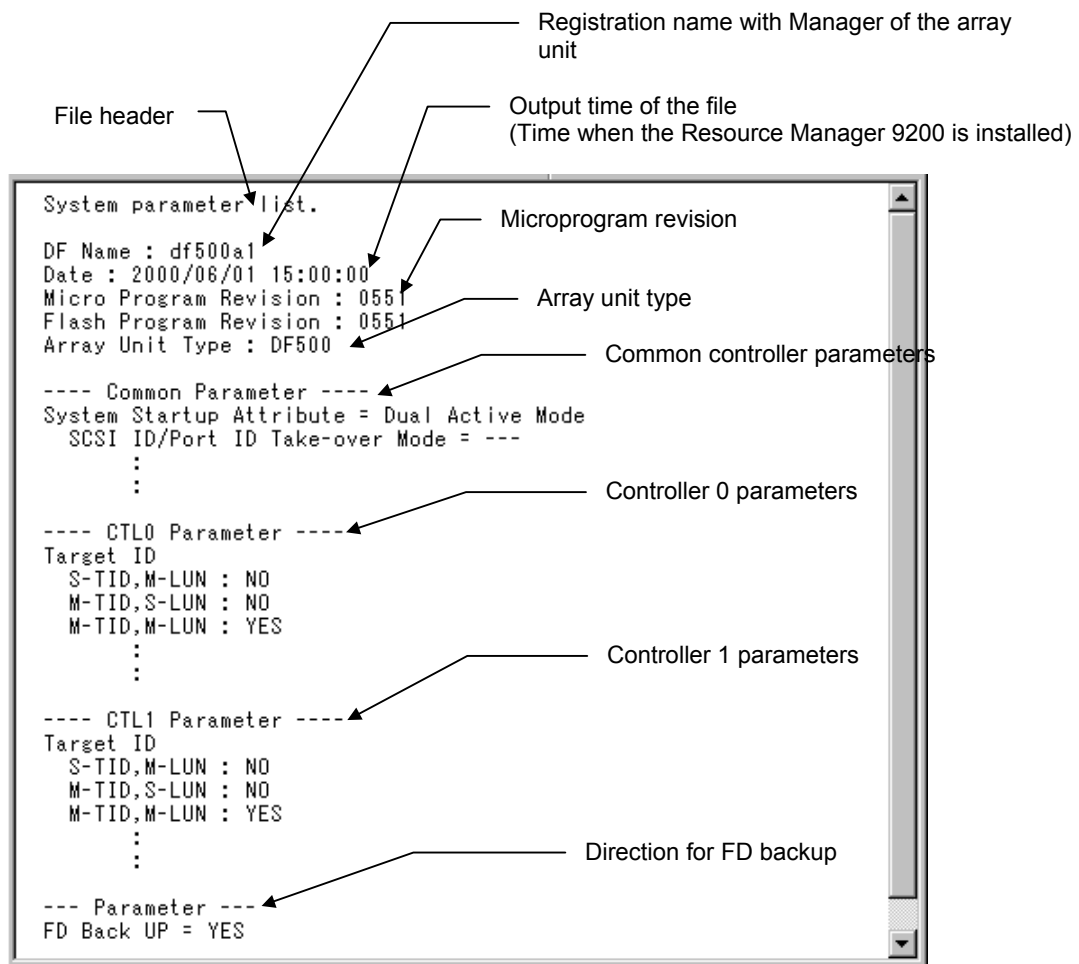 Registration name with Manager of the array
unit
File header
Output time of the file
(Time when the Resource Manager 9200 is installed)
System parameter list.
Microprogram revision
DF Name : df500a1
Date : 2000/06/01 15:00:00
Micro Program Revision : 0551
Array unit type
Flash Program Revision : 0551
Array Unit Type : DF500
Common controller parameters
---- Common Parameter ----
System Startup Attribute = Dual Active Mode
SCSI ID/Port ID Take-over Mode = ---
:
:
Controller 0 parameters
---- CTL0 Parameter ----
Target ID
S-TID,M-LUN : NO
M-TID,S-LUN : NO
M-TID,M-LUN : YES
:
:
Controller 1 parameters
---- CTL1 Parameter ----
Target ID
S-TID,M-LUN : NO
M-TID,S-LUN : NO
M-TID,M-LUN : YES
:
:
Direction for FD backup
--- Parameter ---
FD Back UP = YES